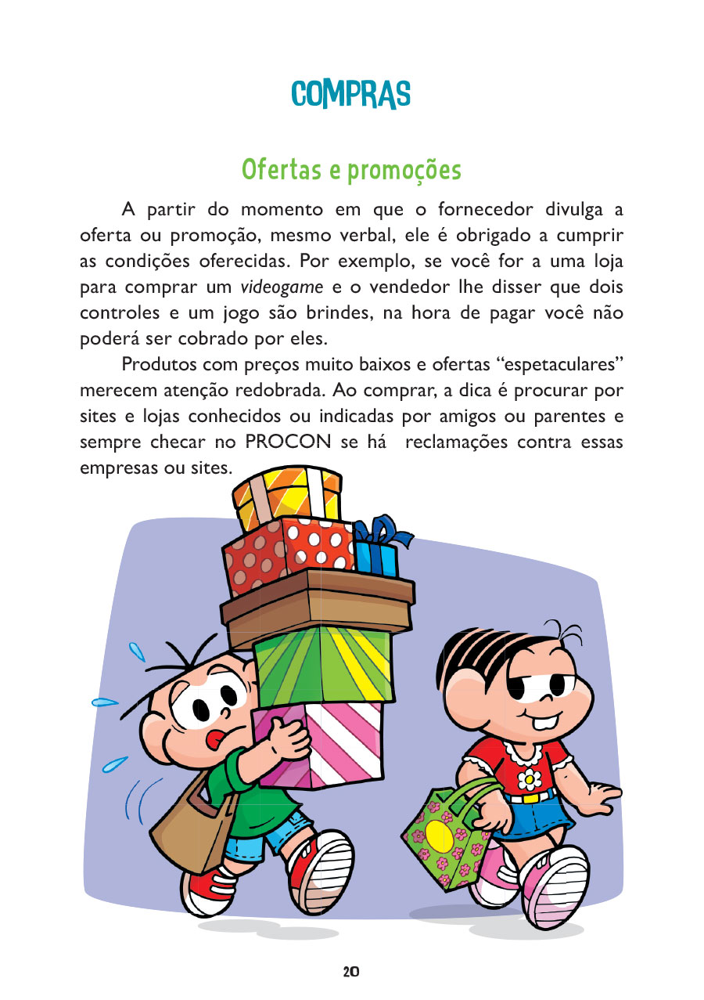 COMPRAS
Ofertas e promoções
A partir do momento em que o fornecedor divulga a
oferta ou promoção, mesmo verbal, ele é obrigado a cumprir
as condições oferecidas. Por exemplo, se você for a uma loja
para comprar um videogame e o vendedor lhe disser que dois
controles e um jogo são brindes, na hora de pagar você não
poderá ser cobrado por eles.
Produtos com preços muito baixos e ofertas “espetaculares”
merecem atenção redobrada. Ao comprar, a dica é procurar por
sites e lojas conhecidos ou indicadas por amigos ou parentes e
sempre checar no PROCON se há reclamações contra essas
empresas ou sites.
20